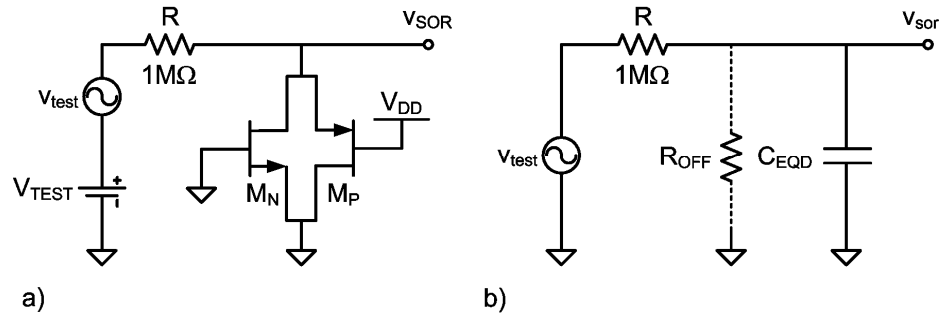 R
vSOR
1MΩ
vtest
VDD
VTEST
+
MN
MP
a)
R
vsor
1MΩ
vtest
ROFF
CEQD
b)